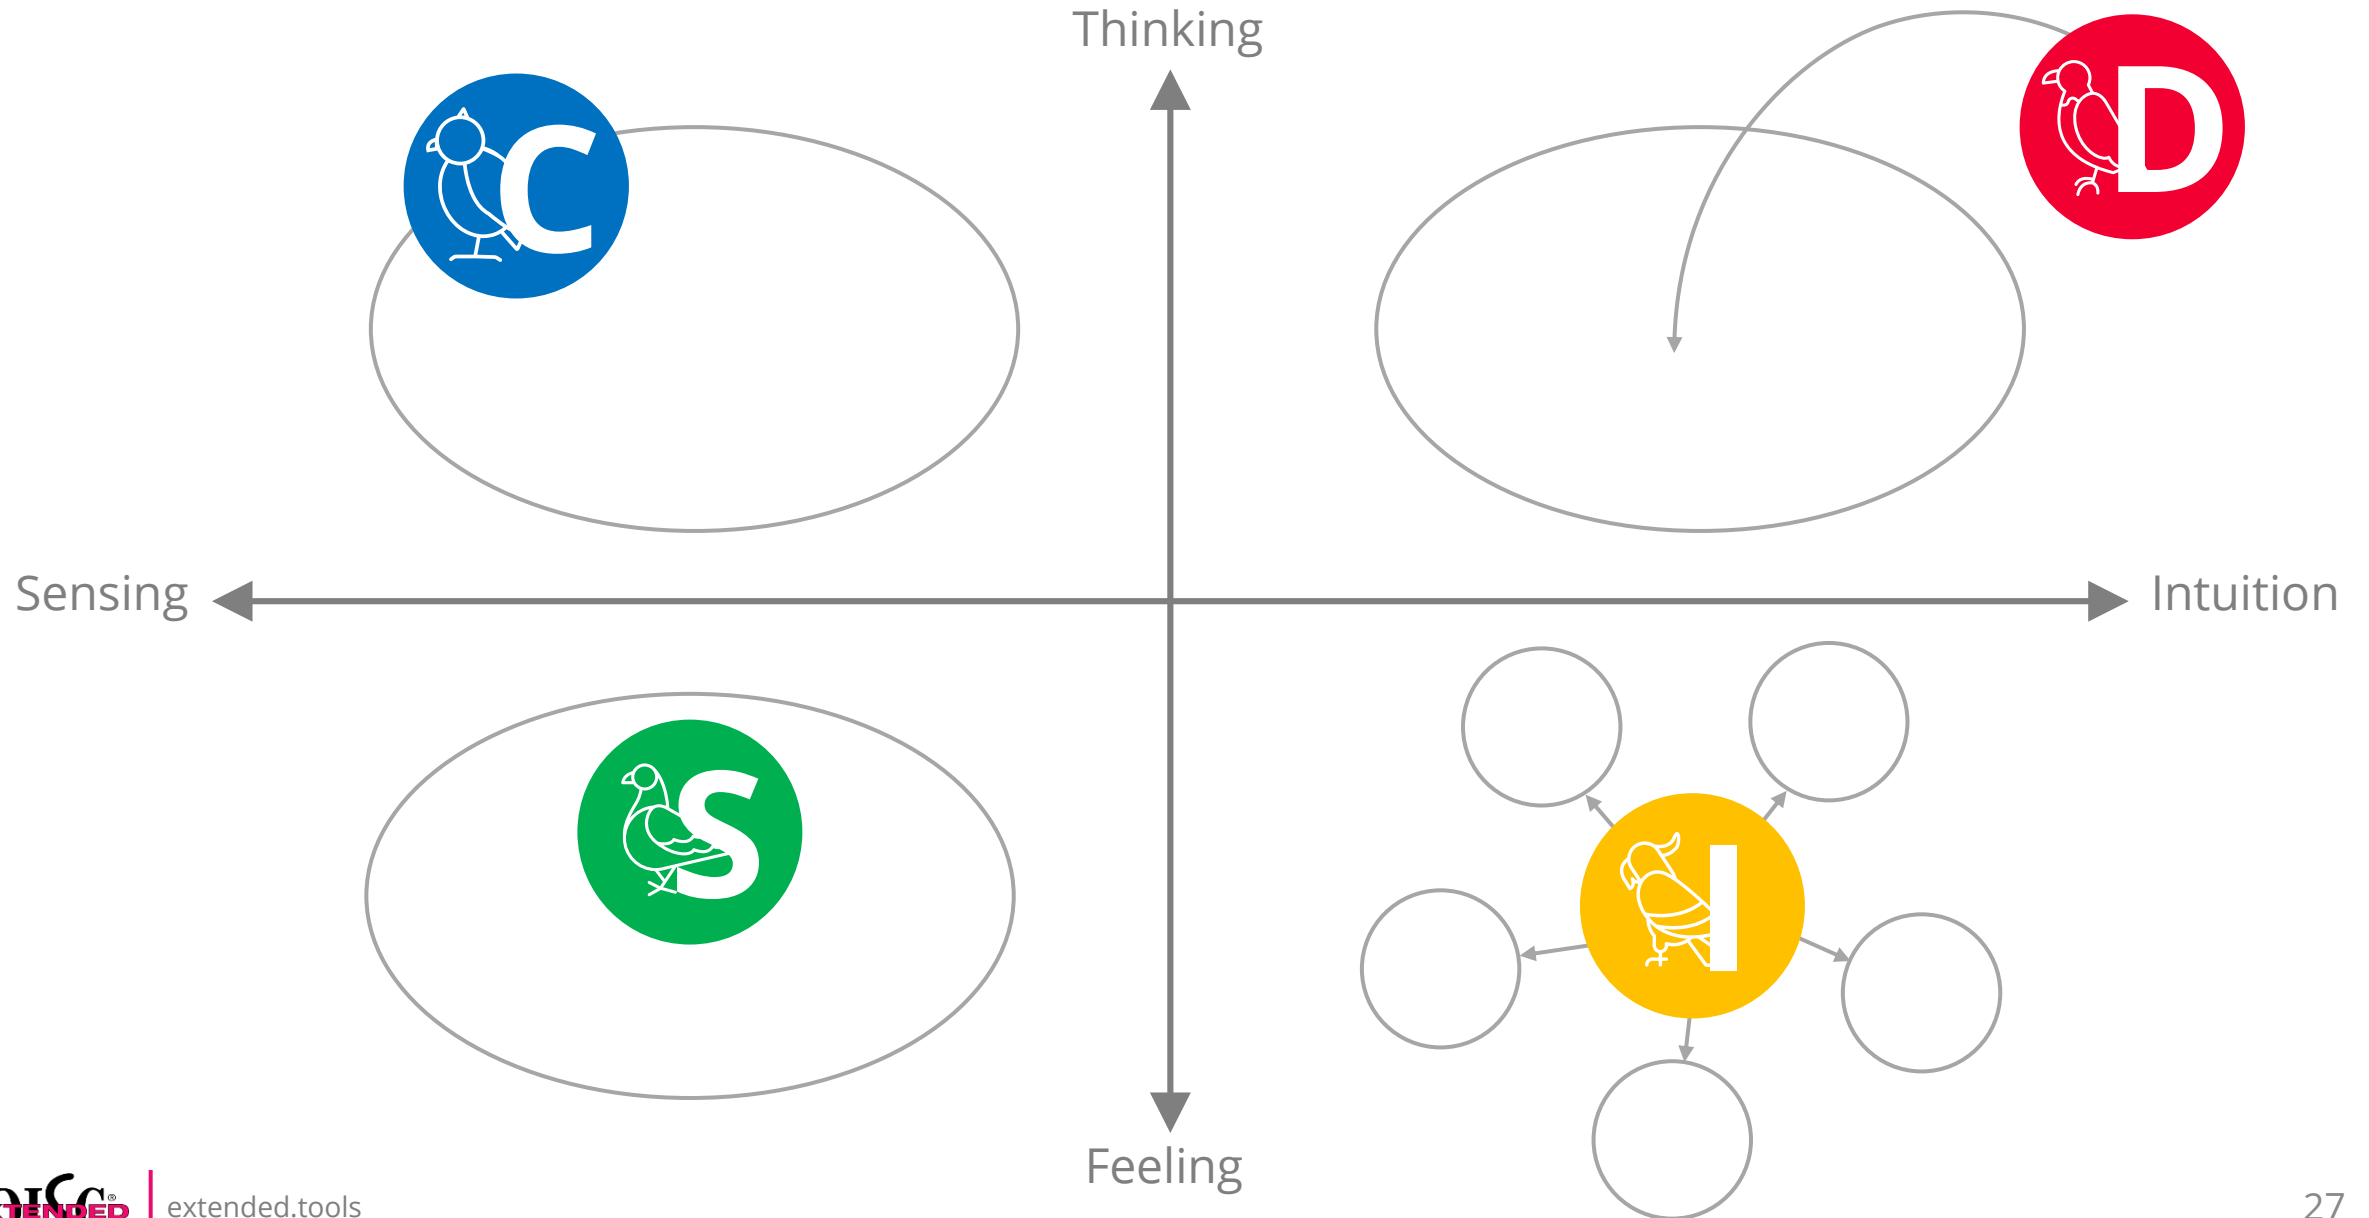 Thinking
C
D
Sensing
Intuition
S
I
Feeling
extended.tools
27